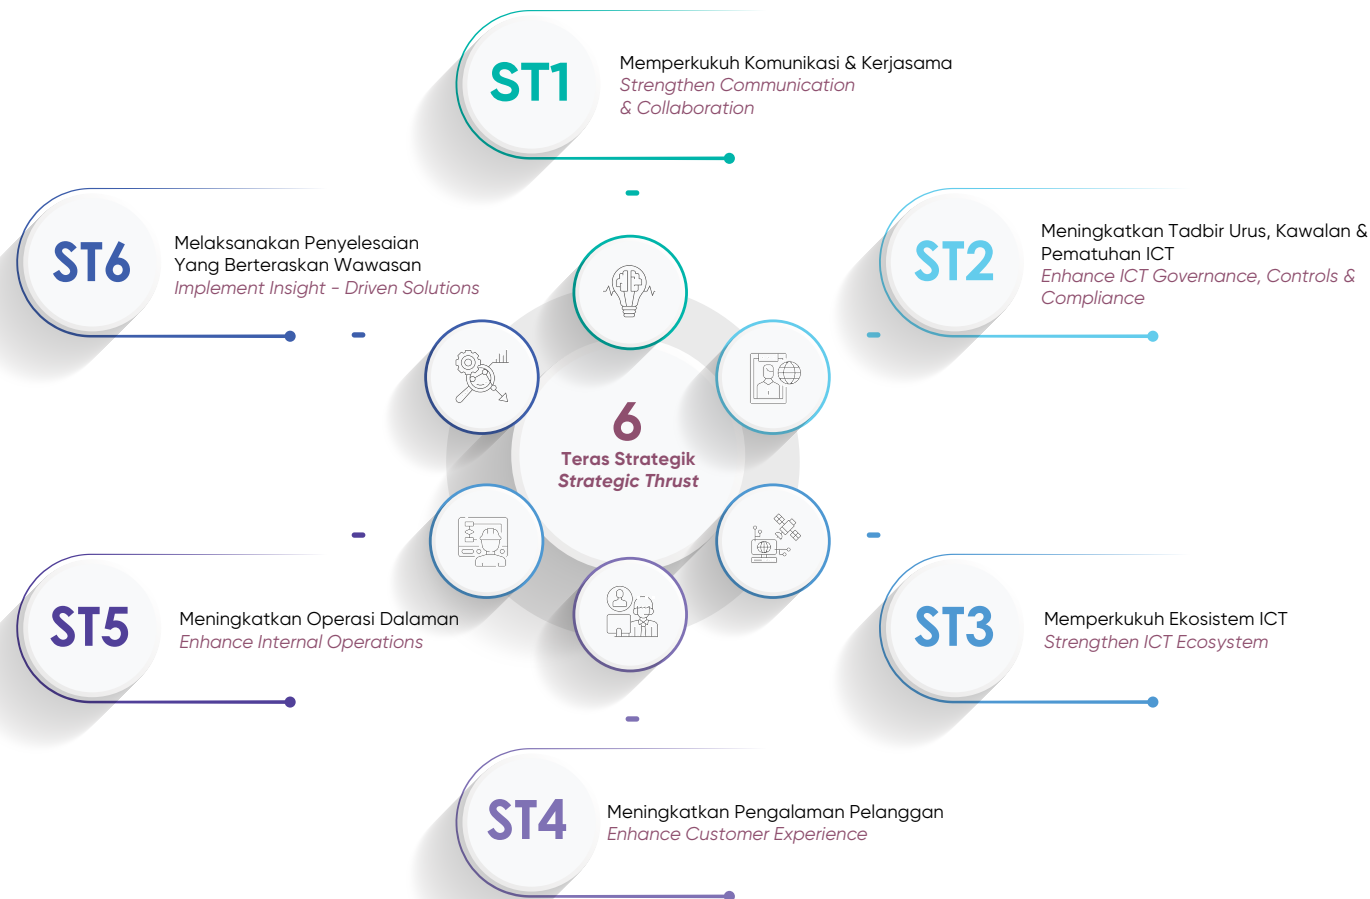 ST1
Memperkukuh Komunikasi & Kerjasama
Strengthen Communication
& Collaboration
ST2
Meningkatkan Tadbir Urus, Kawalan &
Pematuhan ICT
Enhance ICT Governance, Controls &
Compliance
ST6
Melaksanakan Penyelesaian
Yang Berteraskan Wawasan
Implement Insight - Driven Solutions
6
Teras Strategik
Strategic Thrust
ST5
Meningkatkan Operasi Dalaman
Enhance Internal Operations
ST3
Memperkukuh Ekosistem ICT
Strengthen ICT Ecosystem
ST4
Meningkatkan Pengalaman Pelanggan
Enhance Customer Experience